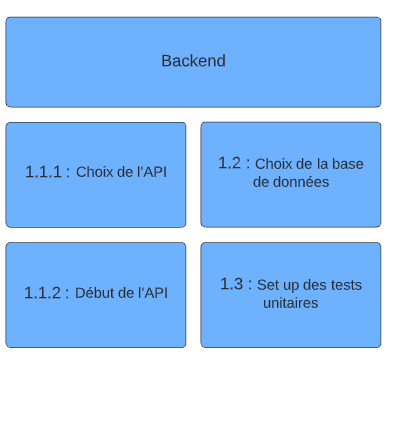 Backend
1.1.1 : Choix de l'API
1.2 : Choix de la base
de données
1.1.2 : Début de l'API
1.3 : Set up des tests
unitaires